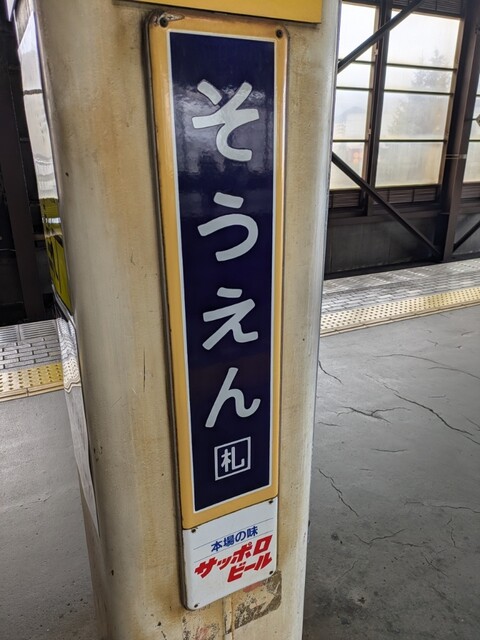 そうえん
札
本場の味
サッポロ
ビール